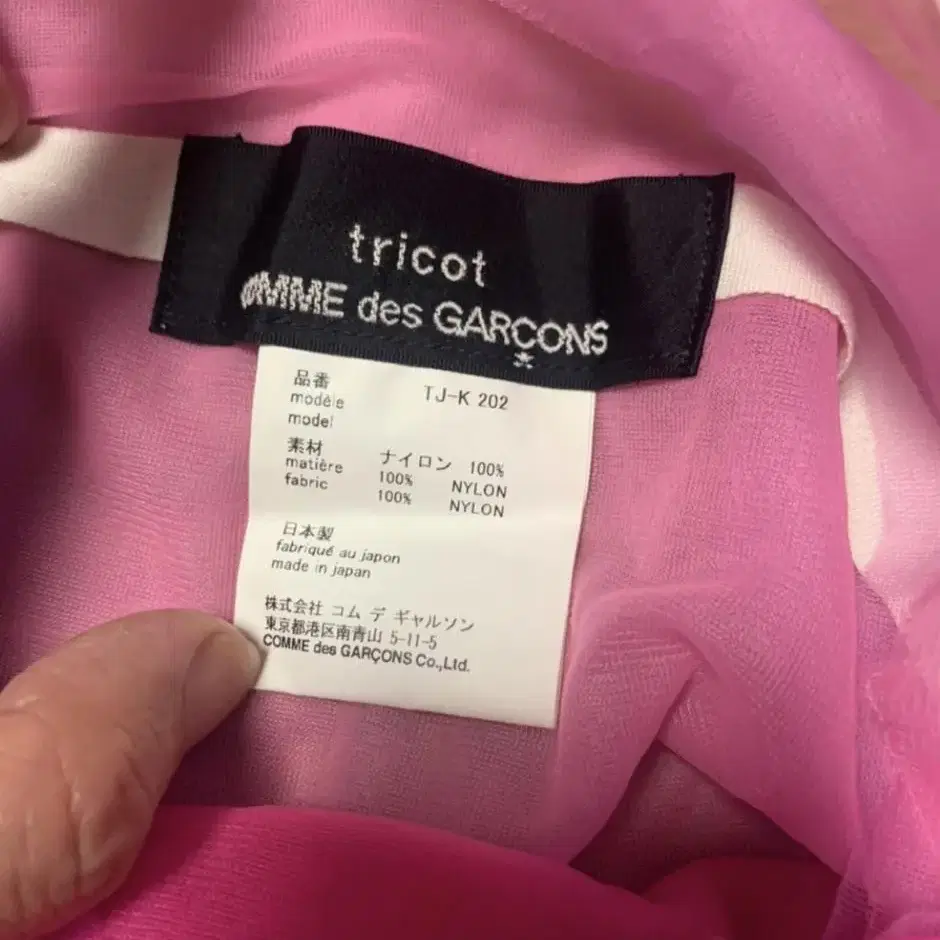 tricot
COMME des GARÇONS
品番 TJ-K 202
modèle
model
素材 ナイロン 100%
matière 100% NYLON
fabric 100% NYLON
日本製
fabriqué au japon
made in japan
株式会社 コム デ ギャルソン
東京都港区南青山 5-11-5
COMME des GARÇONS Co.,Ltd.